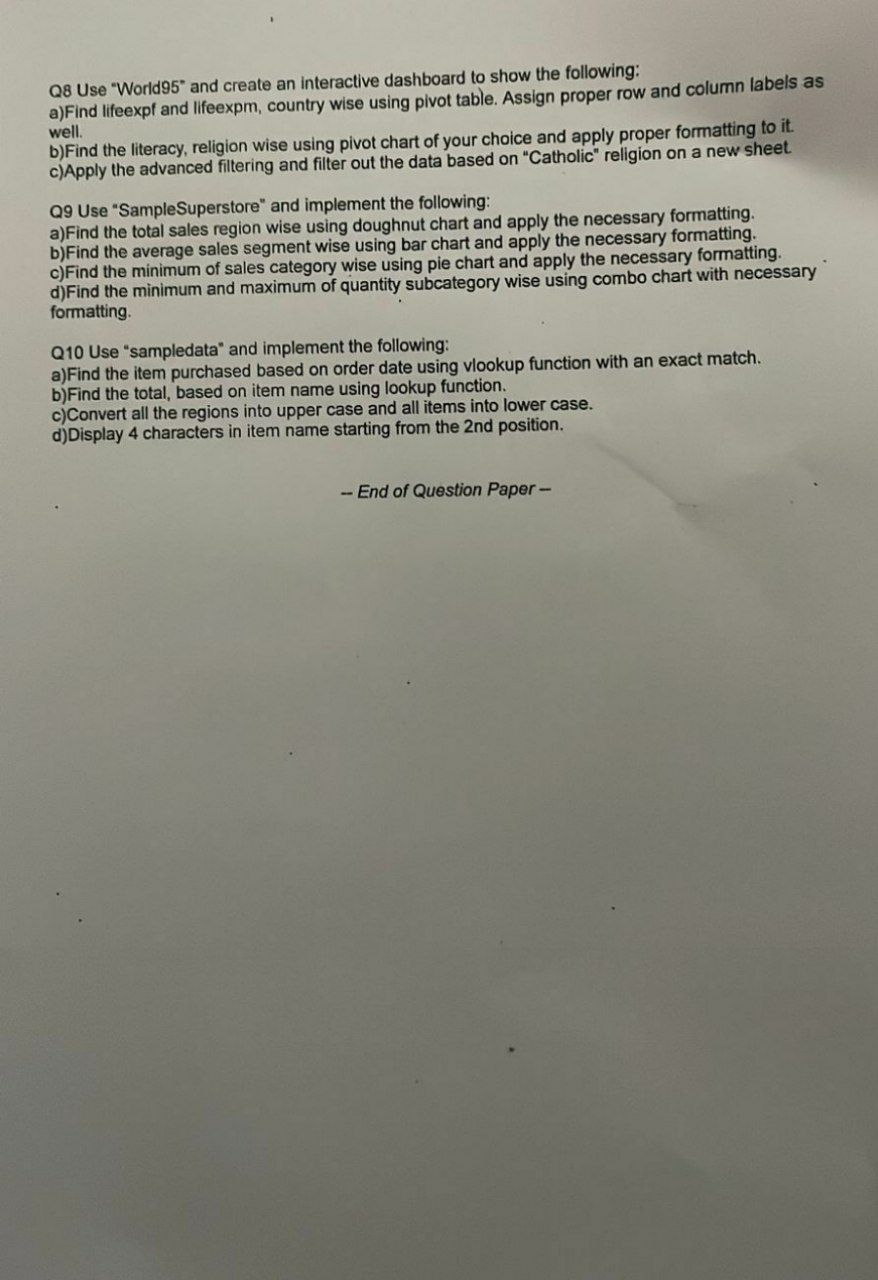 Q8 Use "World95" and create an interactive dashboard to show the following:
a)Find lifeexpf and lifeexpm, country wise using pivot table. Assign proper row and column labels as
well.
b)Find the literacy, religion wise using pivot chart of your choice and apply proper formatting to it.
c)Apply the advanced filtering and filter out the data based on "Catholic" religion on a new sheet.
Q9 Use "SampleSuperstore" and implement the following:
a)Find the total sales region wise using doughnut chart and apply the necessary formatting.
b)Find the average sales segment wise using bar chart and apply the necessary formatting.
c)Find the minimum of sales category wise using pie chart and apply the necessary formatting.
d)Find the minimum and maximum of quantity subcategory wise using combo chart with necessary
formatting.
Q10 Use "sampledata" and implement the following:
a)Find the item purchased based on order date using vlookup function with an exact match.
b)Find the total, based on item name using lookup function.
c)Convert all the regions into upper case and all items into lower case.
d)Display 4 characters in item name starting from the 2nd position.
-- End of Question Paper --